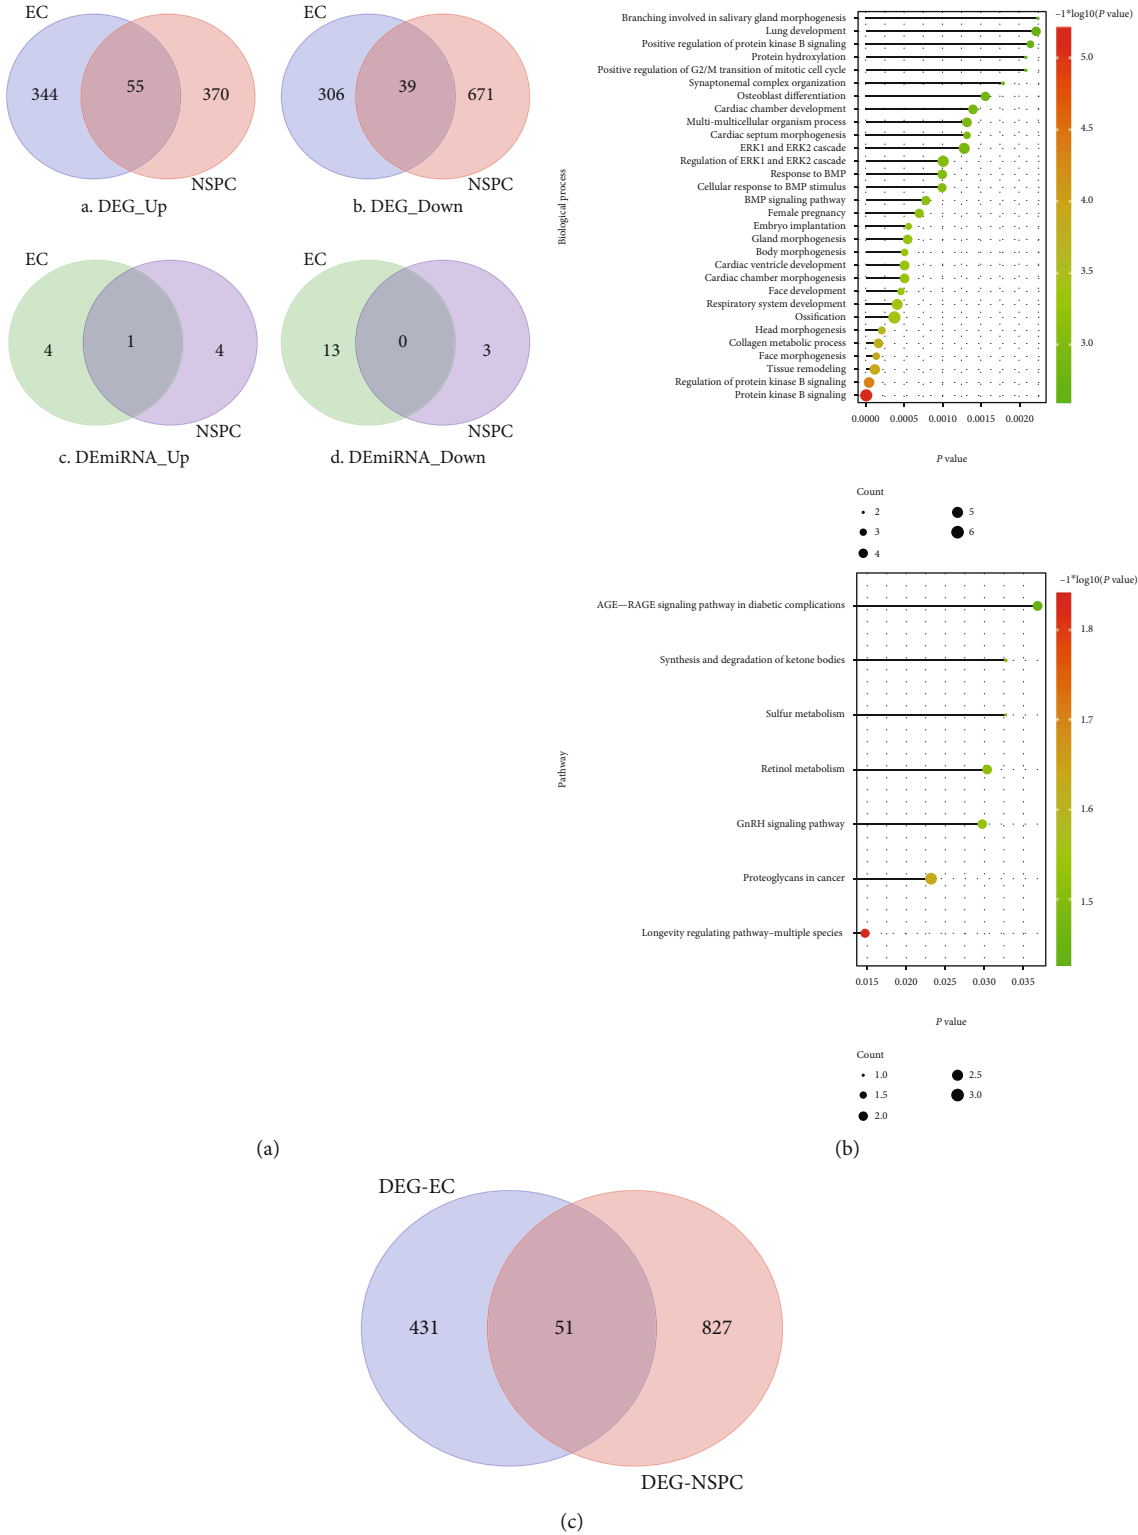 EC
344
55
370
NSPC
a. DEG_Up
EC
306
39
671
NSPC
b. DEG_Down
EC
4
1
4
NSPC
c. DEmiRNA_Up
EC
13
0
3
NSPC
d. DEmiRNA_Down
(a)
Biological process
Branching involved in salivary gland morphogenesis
Lung development
Positive regulation of protein kinase B signaling
Protein hydroxylation
Positive regulation of G2/M transition of mitotic cell cycle
Synaptonemal complex organization
Osteoblast differentiation
Cardiac chamber development
Multi-multicellular organism process
Cardiac septum morphogenesis
ERK1 and ERK2 cascade
Regulation of ERK1 and ERK2 cascade
Response to BMP
Cellular response to BMP stimulus
BMP signaling pathway
Female pregnancy
Embryo implantation
Gland morphogenesis
Body morphogenesis
Cardiac ventricle development
Cardiac chamber morphogenesis
Face development
Respiratory system development
Ossification
Head morphogenesis
Collagen metabolic process
Face morphogenesis
Tissue remodeling
Regulation of protein kinase B signaling
Protein kinase B signaling
0.0000 0.0005 0.0010 0.0015 0.0020
P value
–1*log10(P value)
5.0
4.5
4.0
3.5
3.0
Count
2 5
3 6
4
Pathway
AGE—RAGE signaling pathway in diabetic complications
Synthesis and degradation of ketone bodies
Sulfur metabolism
Retinol metabolism
GnRH signaling pathway
Proteoglycans in cancer
Longevity regulating pathway–multiple species
0.015 0.020 0.025 0.030 0.035
P value
–1*log10(P value)
1.8
1.7
1.6
1.5
Count
1.0 2.5
1.5 3.0
2.0
(b)
DEG-EC
431
51
827
DEG-NSPC
(c)